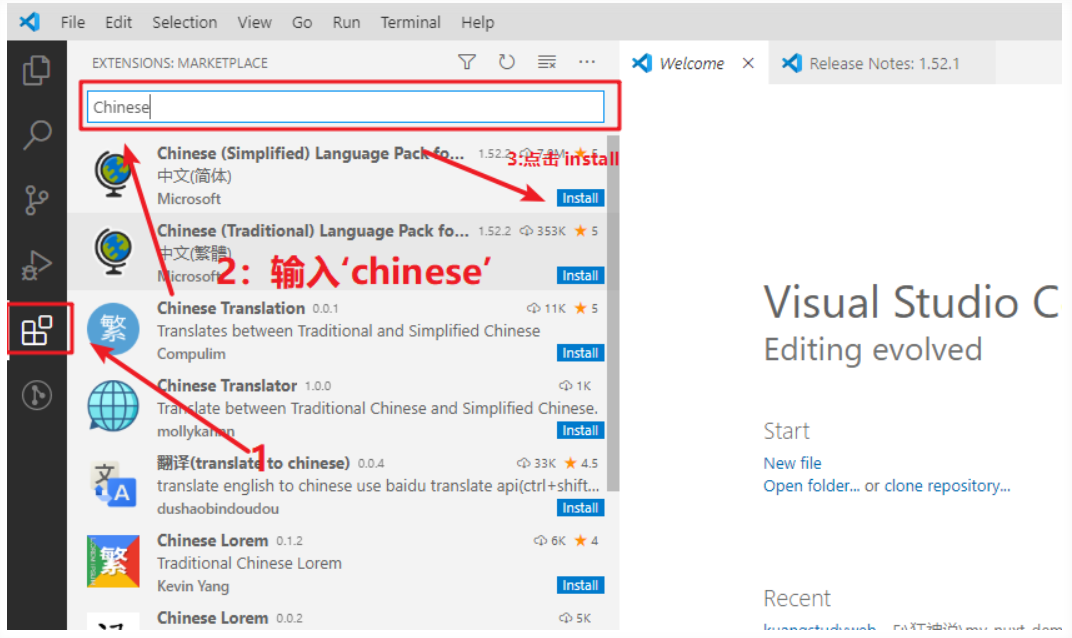 File Edit Selection View Go Run Terminal Help
EXTENSIONS: MARKETPLACE
Welcome
Release Notes: 1.52.1
Chinese
Chinese (Simplified) Language Pack fo... 1.52.2 5
3:点击 install
中文(简体)
Microsoft
Install
Chinese (Traditional) Language Pack fo... 1.52.2 353K 5
中文(繁體)
Microsoft
Install
2：输入‘chinese’
繁
Chinese Translation 0.0.1 11K 5
Translates between Traditional and Simplified Chinese
Compulim
Install
Chinese Translator 1.0.0 1K
Translate between Traditional Chinese and Simplified Chinese.
Install
1
文 A
翻译(translate to chinese) 0.0.4 33K 4.5
translate english to chinese use baidu translate api(ctrl+shift...
dushaobindoudou
Install
繁
Chinese Lorem 0.1.2 6K 4
Traditional Chinese Lorem
Kevin Yang
Install
Chinese Lorem 0.0.2 5K
Visual Studio C
Editing evolved
Start
New file
Open folder... or clone repository...
Recent